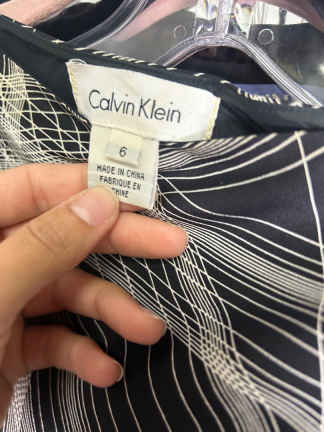 Calvin Klein
6
MADE IN CHINA
FABRIQUE EN
CHINE